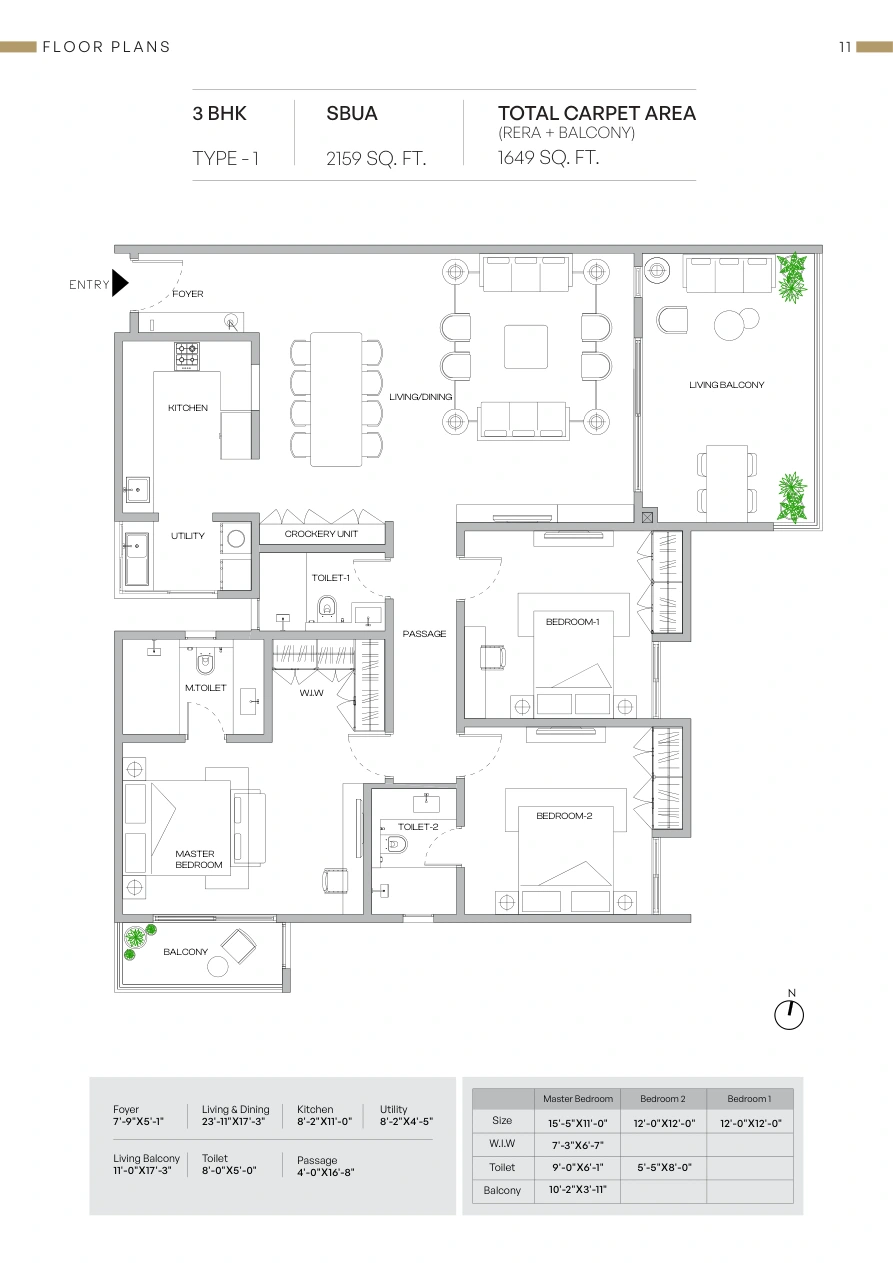 FLOOR PLANS
11
3 BHK
SBUA
TOTAL CARPET AREA
(RERA + BALCONY)
TYPE - 1
2159 SQ. FT.
1649 SQ. FT.
ENTRY
FOYER
KITCHEN
LIVING/DINING
LIVING BALCONY
UTILITY
CROCKERY UNIT
TOILET-1
BEDROOM-1
PASSAGE
M.TOILET
W.I.W
BEDROOM-2
TOILET-2
MASTER
BEDROOM
BALCONY
N
Foyer
7'-9"X5'-1"
Living & Dining
23'-11"X17'-3"
Kitchen
8'-2"X11'-0"
Utility
8'-2"X4'-5"
Living Balcony
11'-0"X17'-3"
Toilet
8'-0"X5'-0"
Passage
4'-0"X16'-8"
Master Bedroom Bedroom 2 Bedroom 1
Size 15'-5"X11'-0" 12'-0"X12'-0" 12'-0"X12'-0"
W.I.W 7'-3"X6'-7"
Toilet 9'-0"X6'-1" 5'-5"X8'-0"
Balcony 10'-2"X3'-11"